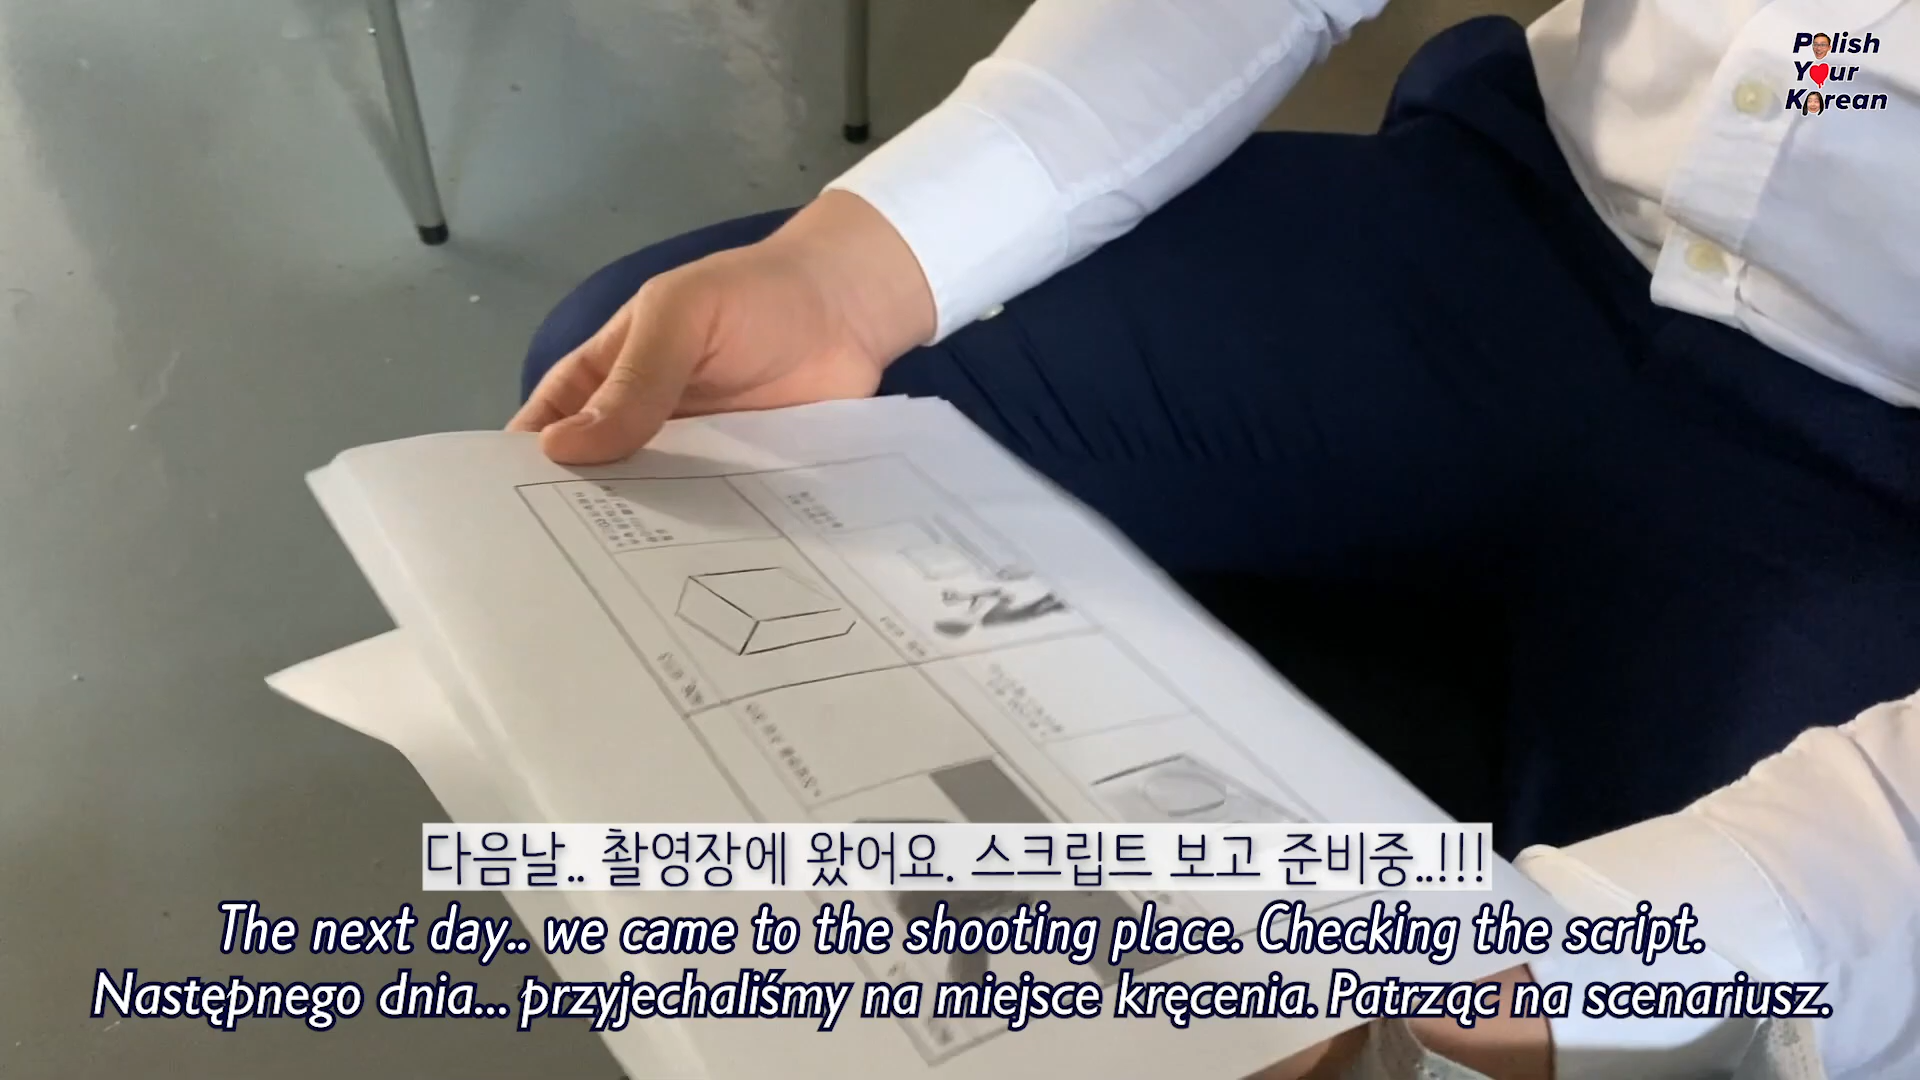 Polish
Your
Korean
다음날.. 촬영장에 왔어요. 스크립트 보고 준비중..!!!
The next day.. we came to the shooting place. Checking the script.
Następnego dnia... przyjechaliśmy na miejsce kręcenia. Patrząc na scenariusz.